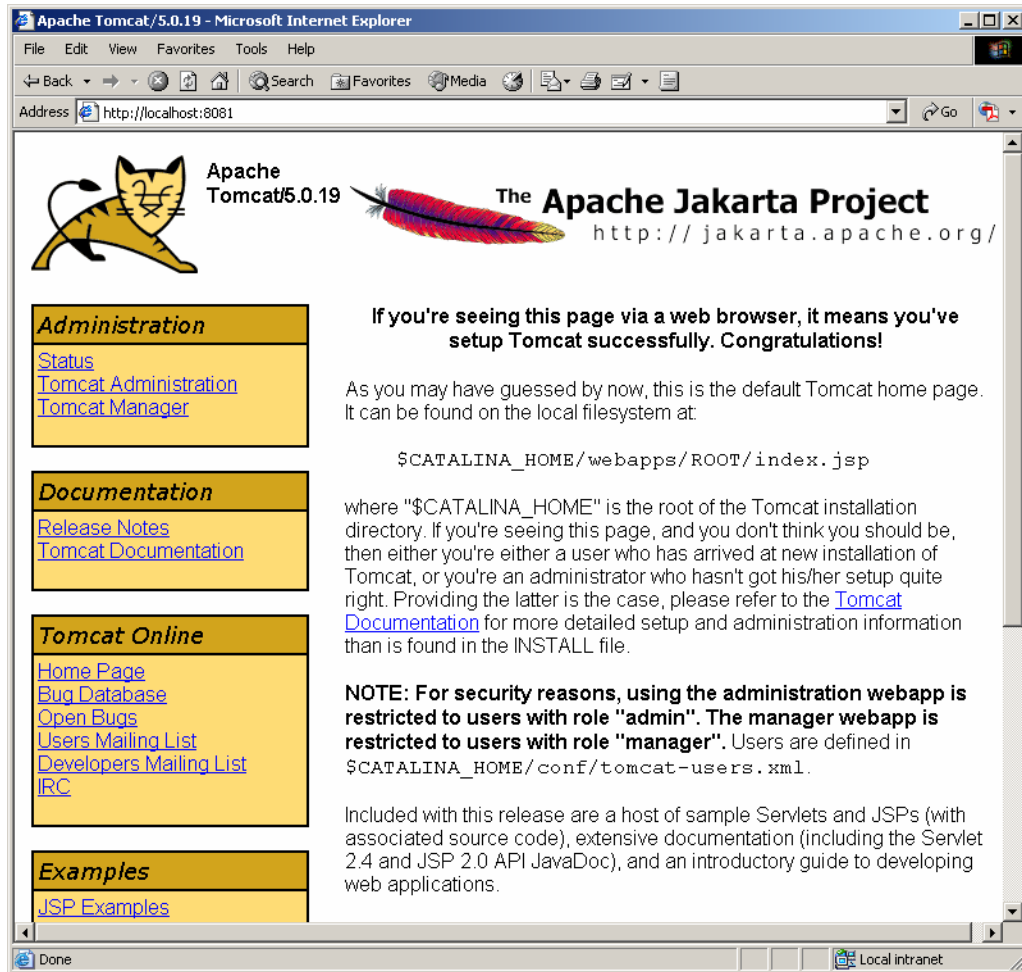 Apache Tomcat/5.0.19 - Microsoft Internet Explorer
File Edit View Favorites Tools Help
Back Search Favorites Media
Address http://localhost:8081 Go
Apache
Tomcat/5.0.19
The Apache Jakarta Project
http://jakarta.apache.org/
Administration
Status
Tomcat Administration
Tomcat Manager
Documentation
Release Notes
Tomcat Documentation
Tomcat Online
Home Page
Bug Database
Open Bugs
Users Mailing List
Developers Mailing List
IRC
Examples
JSP Examples
If you're seeing this page via a web browser, it means you've
setup Tomcat successfully. Congratulations!
As you may have guessed by now, this is the default Tomcat home page.
It can be found on the local filesystem at:
$CATALINA_HOME/webapps/ROOT/index.jsp
where "$CATALINA_HOME" is the root of the Tomcat installation
directory. If you're seeing this page, and you don't think you should be,
then either you're either a user who has arrived at new installation of
Tomcat, or you're an administrator who hasn't got his/her setup quite
right. Providing the latter is the case, please refer to the Tomcat
Documentation for more detailed setup and administration information
than is found in the INSTALL file.
NOTE: For security reasons, using the administration webapp is
restricted to users with role "admin". The manager webapp is
restricted to users with role "manager". Users are defined in
$CATALINA_HOME/conf/tomcat-users.xml.
Included with this release are a host of sample Servlets and JSPs (with
associated source code), extensive documentation (including the Servlet
2.4 and JSP 2.0 API JavaDoc), and an introductory guide to developing
web applications.
Done Local intranet